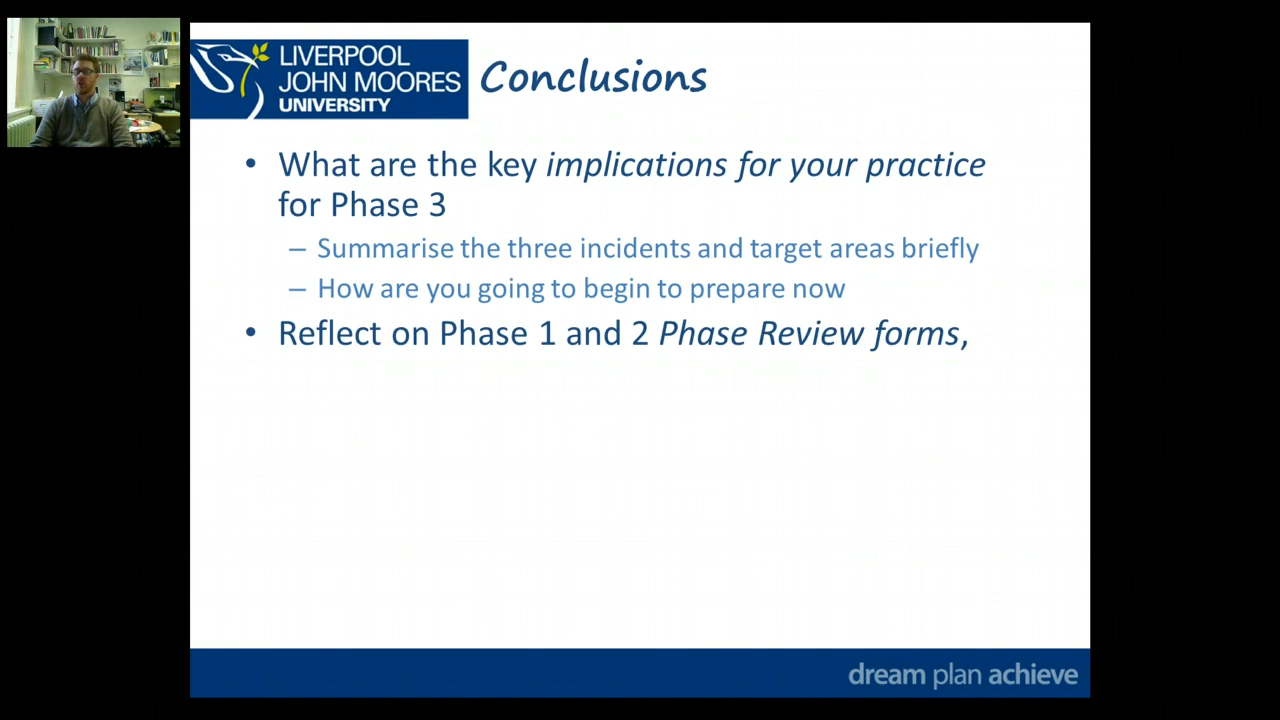 LIVERPOOL
JOHN MOORES
UNIVERSITY
Conclusions
• What are the key implications for your practice
for Phase 3
– Summarise the three incidents and target areas briefly
– How are you going to begin to prepare now
• Reflect on Phase 1 and 2 Phase Review forms,
dream plan achieve